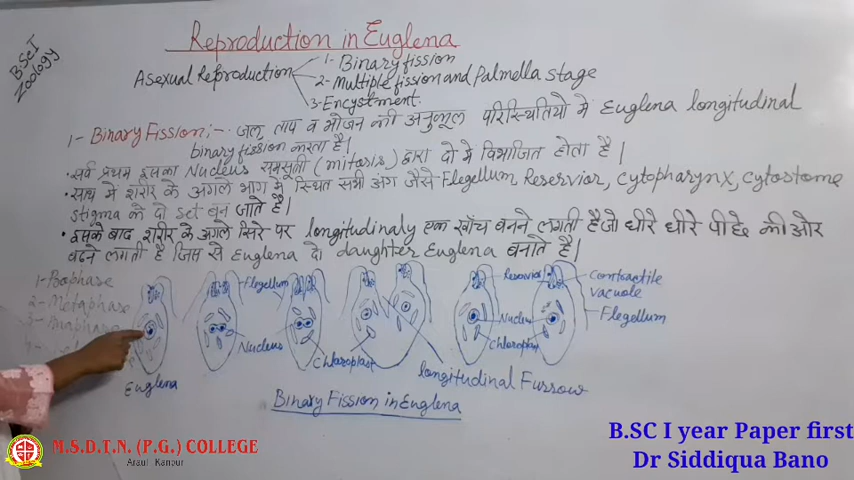 BSc I
Zoology
Reproduction in Euglena
Asexual Reproduction
1- Binary fission
2- Multiple fission and Palmella stage
3- Encystment.
1- Binary Fission:- जल, ताप व भोजन की अनुकूल परिस्थितियो मे Euglena longitudinal
binary fission करता है।
• सर्व प्रथम इसका Nucleus समसूती (mitosis) द्वारा दो मे विभाजित होता है।
• साथ मे शरीर के अगले भाग मे स्थित सभी अंग जैसे Flegellum Reservior, Cytopharynx, Cytostome
stigma के दो set बन जाते है।
• इसके बाद शरीर के अगले सिरे पर longitudinaly एक खाँच बनने लगती है जो धीरे धीरे पीछे की ओर
बढने लगती है जिस से Euglena दो daughter Euglena बनाते है।
1- Prophase
2- Metaphase
3- Anaphase
Flegellum
Nucleus
Chloroplast
Reservior
Nucleus
Chloroplast
Contractile
vacuole
Flegellum
longitudinal Furrow
Euglena
Binary Fission in Euglena
M.S.D.T.N. (P.G.) COLLEGE
Araul Kanpur
B.SC I year Paper first
Dr Siddiqua Bano